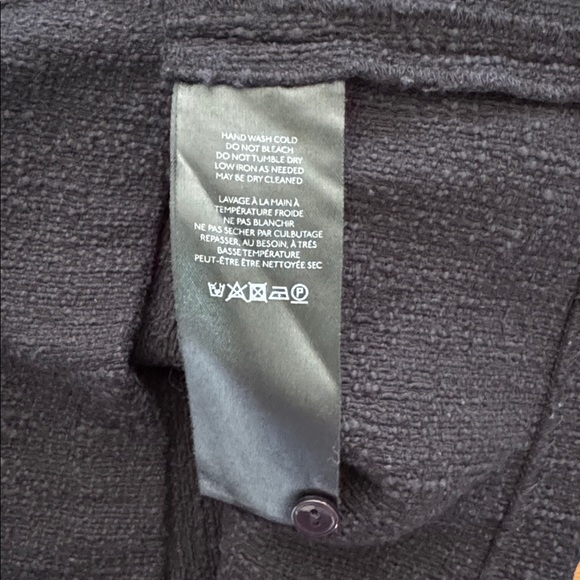 HAND WASH COLD
DO NOT BLEACH
DO NOT TUMBLE DRY
LOW IRON AS NEEDED
MAY BE DRY CLEANED
LAVAGE À LA MAIN À
TEMPÉRATURE FROIDE
NE PAS BLANCHIR
NE PAS SÉCHER PAR CULBUTAGE
REPASSER, AU BESOIN, À TRÈS
BASSE TEMPÉRATURE
PEUT-ÊTRE ÊTRE NETTOYÉE SEC
P